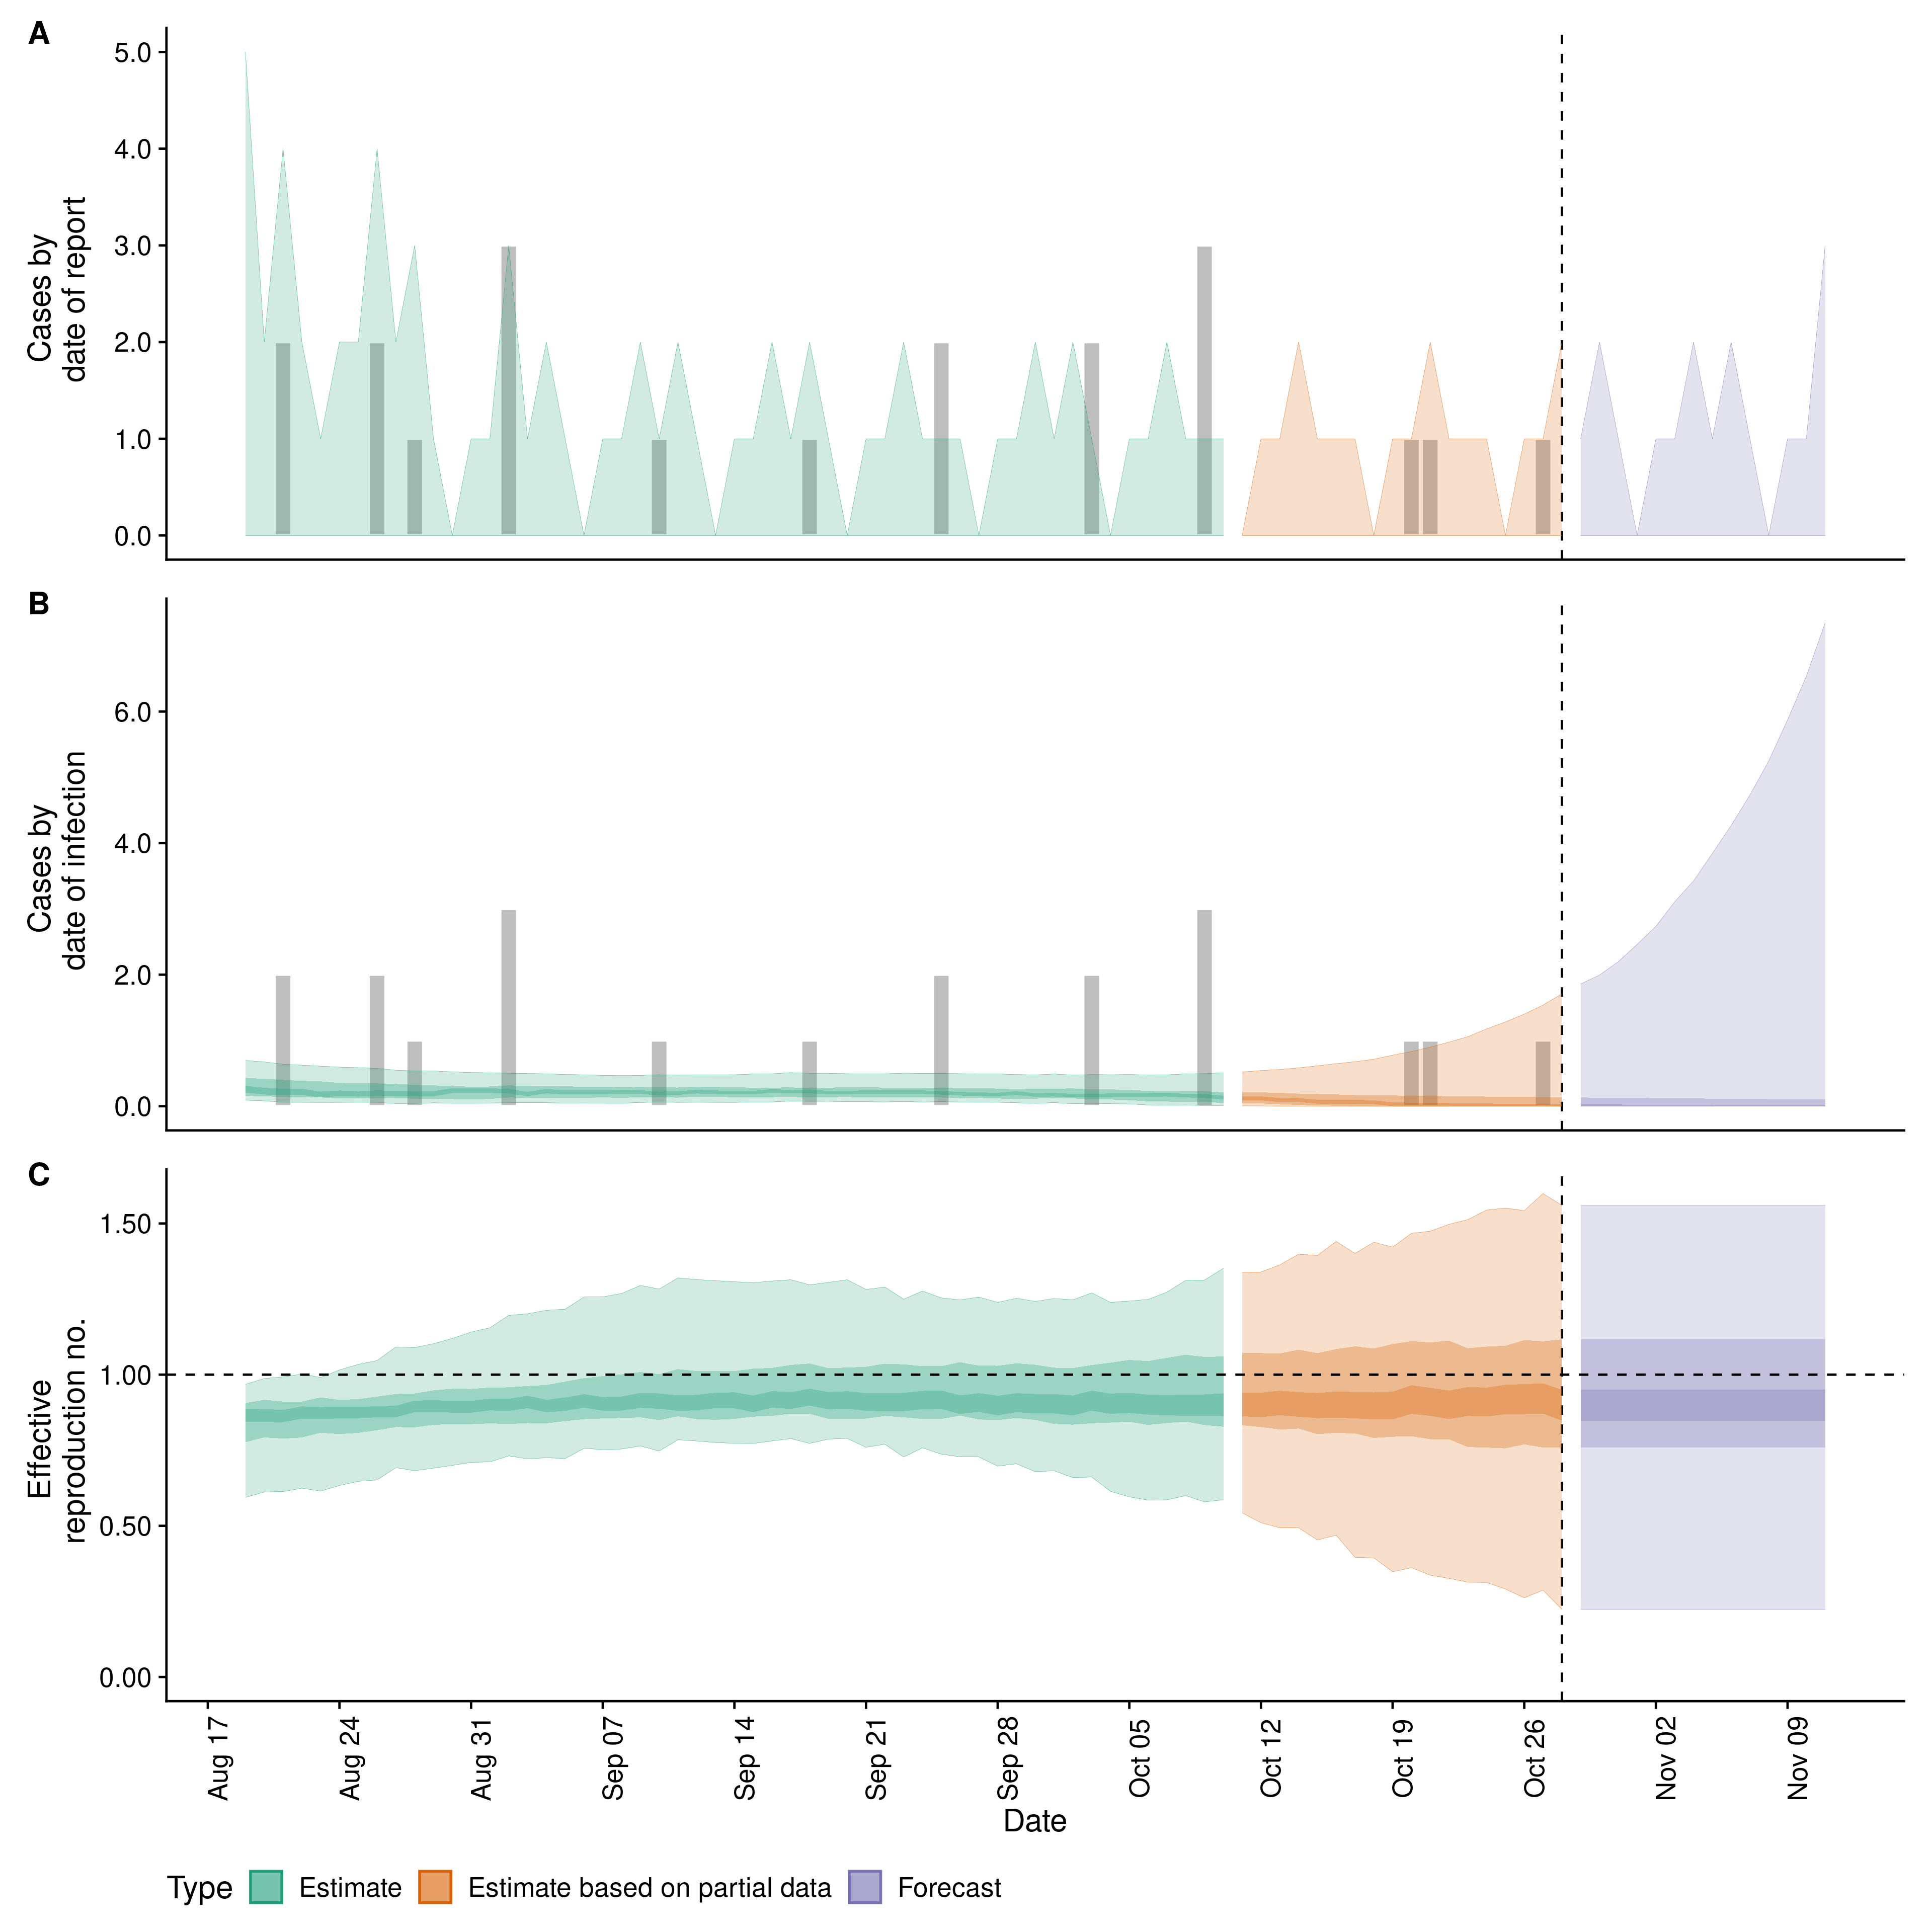 A
5.0
4.0
3.0
2.0
1.0
0.0
Cases by
date of report
B
6.0
4.0
2.0
0.0
Cases by
date of infection
C
1.50
1.00
0.50
0.00
Effective
reproduction no.
Aug 17
Aug 24
Aug 31
Sep 07
Sep 14
Sep 21
Sep 28
Oct 05
Oct 12
Oct 19
Oct 26
Nov 02
Nov 09
Date
Type Estimate Estimate based on partial data Forecast